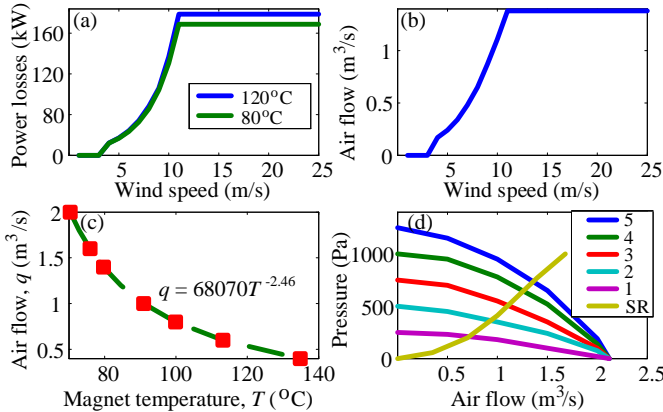 (a)
Power losses (kW)
160
120
80
40
0
120°C
80°C
5 10 15 20 25
Wind speed (m/s)
(b)
Air flow (m³/s)
1
0.5
0
5 10 15 20 25
Wind speed (m/s)
(c)
Air flow, q (m³/s)
2
1.5
1
0.5
q = 68070T^-2.46
80 100 120 140
Magnet temperature, T (°C)
(d)
Pressure (Pa)
1000
500
0
5
4
3
2
1
SR
0.5 1 1.5 2 2.5
Air flow (m³/s)